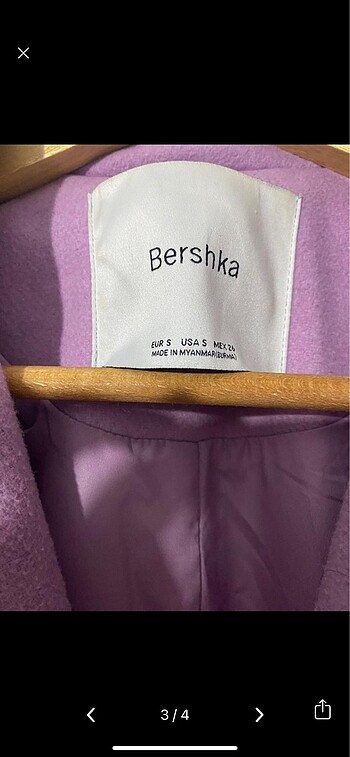 Bershka
EUR S USA S MEX 26
MADE IN MYANMAR(BURMA)
3/4